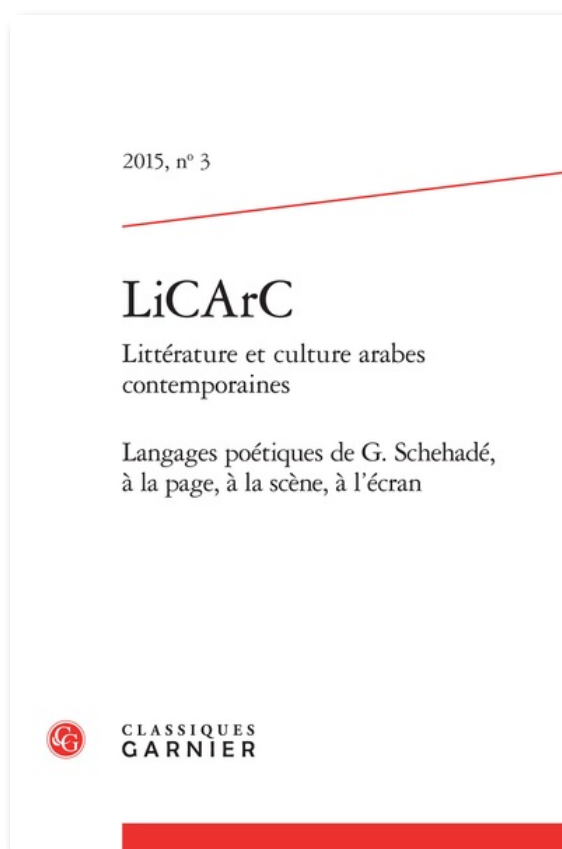 2015, nº 3
LiCArC
Littérature et culture arabes
contemporaines
Langages poétiques de G. Schehadé,
à la page, à la scène, à l'écran
CG
CLASSIQUES
GARNIER